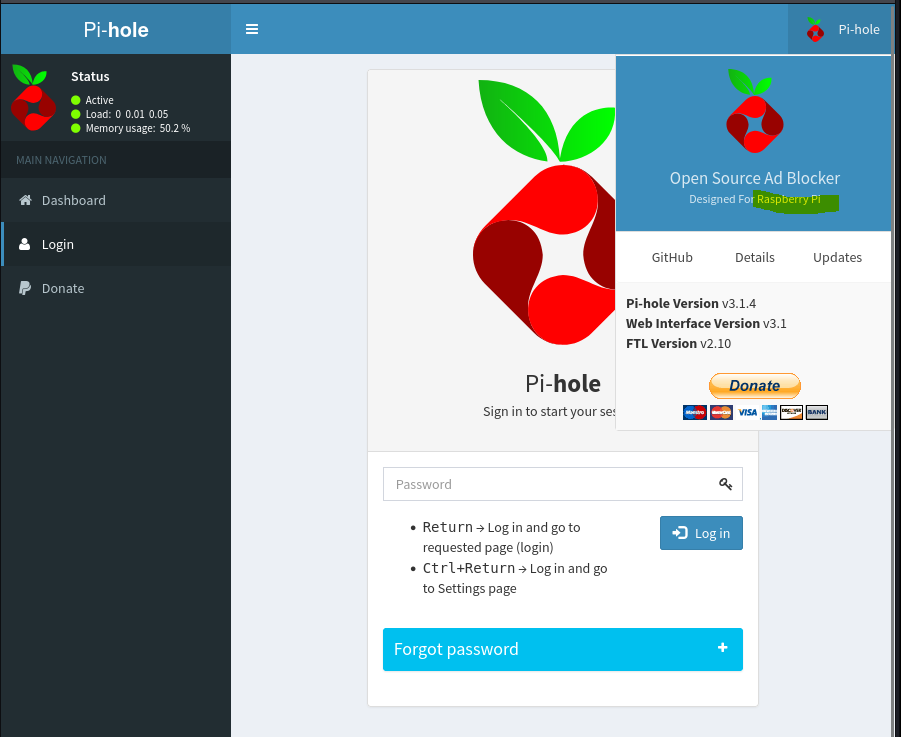 Pi-hole
Pi-hole
Status
Active
Load: 0 0.01 0.05
Memory usage: 50.2 %
MAIN NAVIGATION
Dashboard
Login
Donate
Open Source Ad Blocker
Designed For Raspberry Pi
GitHub Details Updates
Pi-hole Version v3.1.4
Web Interface Version v3.1
FTL Version v2.10
Donate
Maestro MasterCard VISA DISCOVER BANK
Pi-hole
Sign in to start your ses
Password
Return → Log in and go to
requested page (login)
Ctrl+Return → Log in and go
to Settings page
Log in
Forgot password